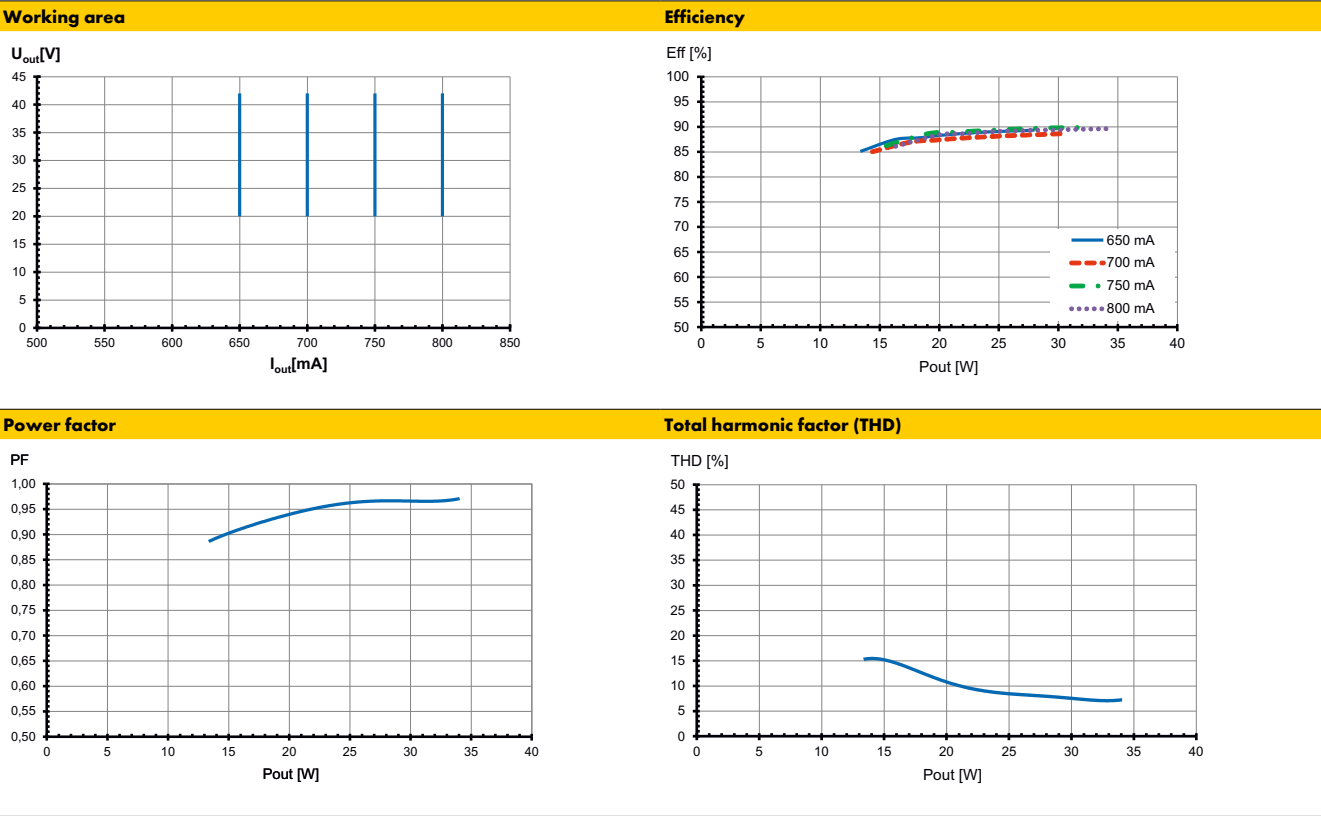 Working area
Efficiency
Uout[V]
45
40
35
30
25
20
15
10
5
0
500 550 600 650 700 750 800 850
Iout[mA]
Eff [%]
100
95
90
85
80
75
70
65
60
55
50
650 mA
700 mA
750 mA
800 mA
0 5 10 15 20 25 30 35 40
Pout [W]
Power factor
Total harmonic factor (THD)
PF
1,00
0,95
0,90
0,85
0,80
0,75
0,70
0,65
0,60
0,55
0,50
0 5 10 15 20 25 30 35 40
Pout [W]
THD [%]
50
45
40
35
30
25
20
15
10
5
0
0 5 10 15 20 25 30 35 40
Pout [W]